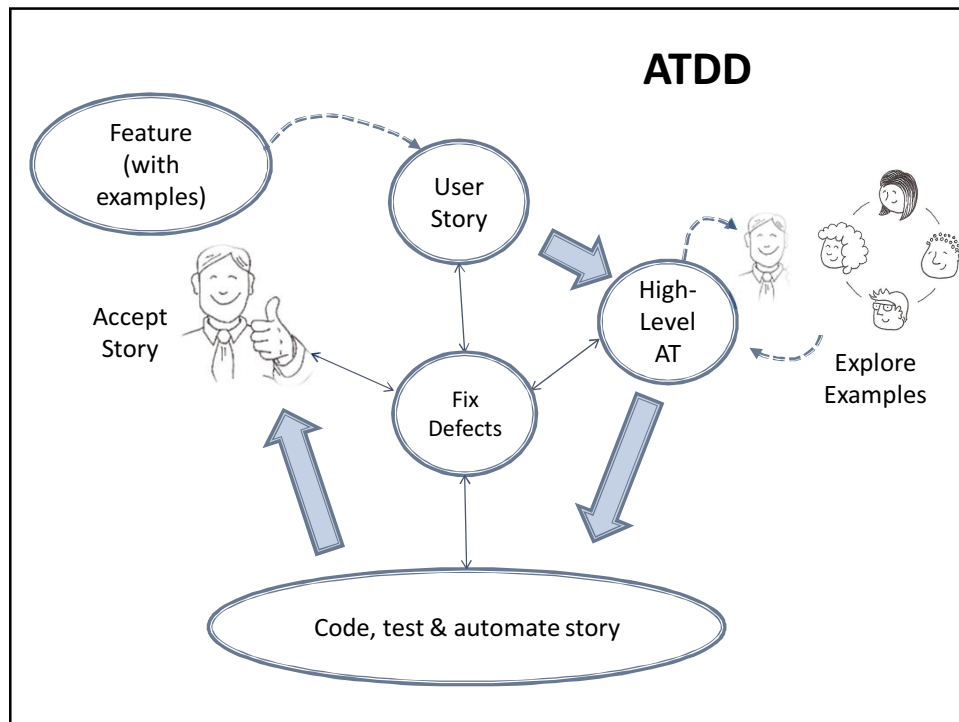 ATDD
Feature
(with
examples)
User
Story
High-
Level
AT
Explore
Examples
Accept
Story
Fix
Defects
Code, test & automate story